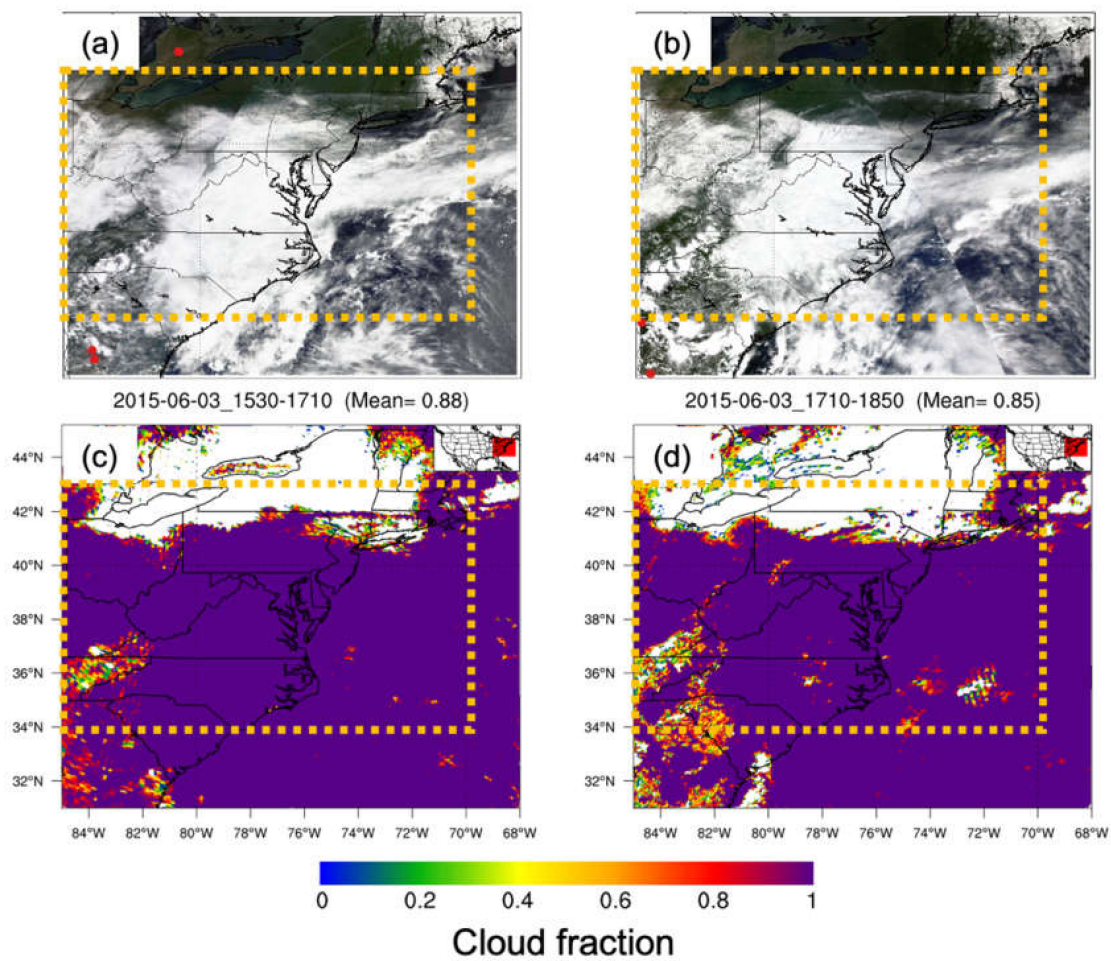 (a)
(b)
2015-06-03_1530-1710 (Mean= 0.88)
2015-06-03_1710-1850 (Mean= 0.85)
(c)
(d)
44°N
42°N
40°N
38°N
36°N
34°N
32°N
44°N
42°N
40°N
38°N
36°N
34°N
32°N
84°W 82°W 80°W 78°W 76°W 74°W 72°W 70°W 68°W
84°W 82°W 80°W 78°W 76°W 74°W 72°W 70°W 68°W
0 0.2 0.4 0.6 0.8 1
Cloud fraction